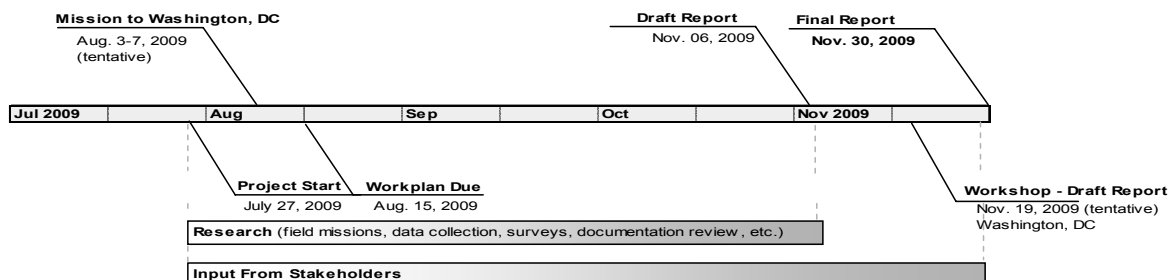 Mission to Washington, DC
Aug. 3-7, 2009
(tentative)
Draft Report
Nov. 06, 2009
Final Report
Nov. 30, 2009
Jul 2009
Aug
Sep
Oct
Nov 2009
Project Start
July 27, 2009
Workplan Due
Aug. 15, 2009
Workshop - Draft Report
Nov. 19, 2009 (tentative)
Washington, DC
Research (field missions, data collection, surveys, documentation review , etc.)
Input From Stakeholders